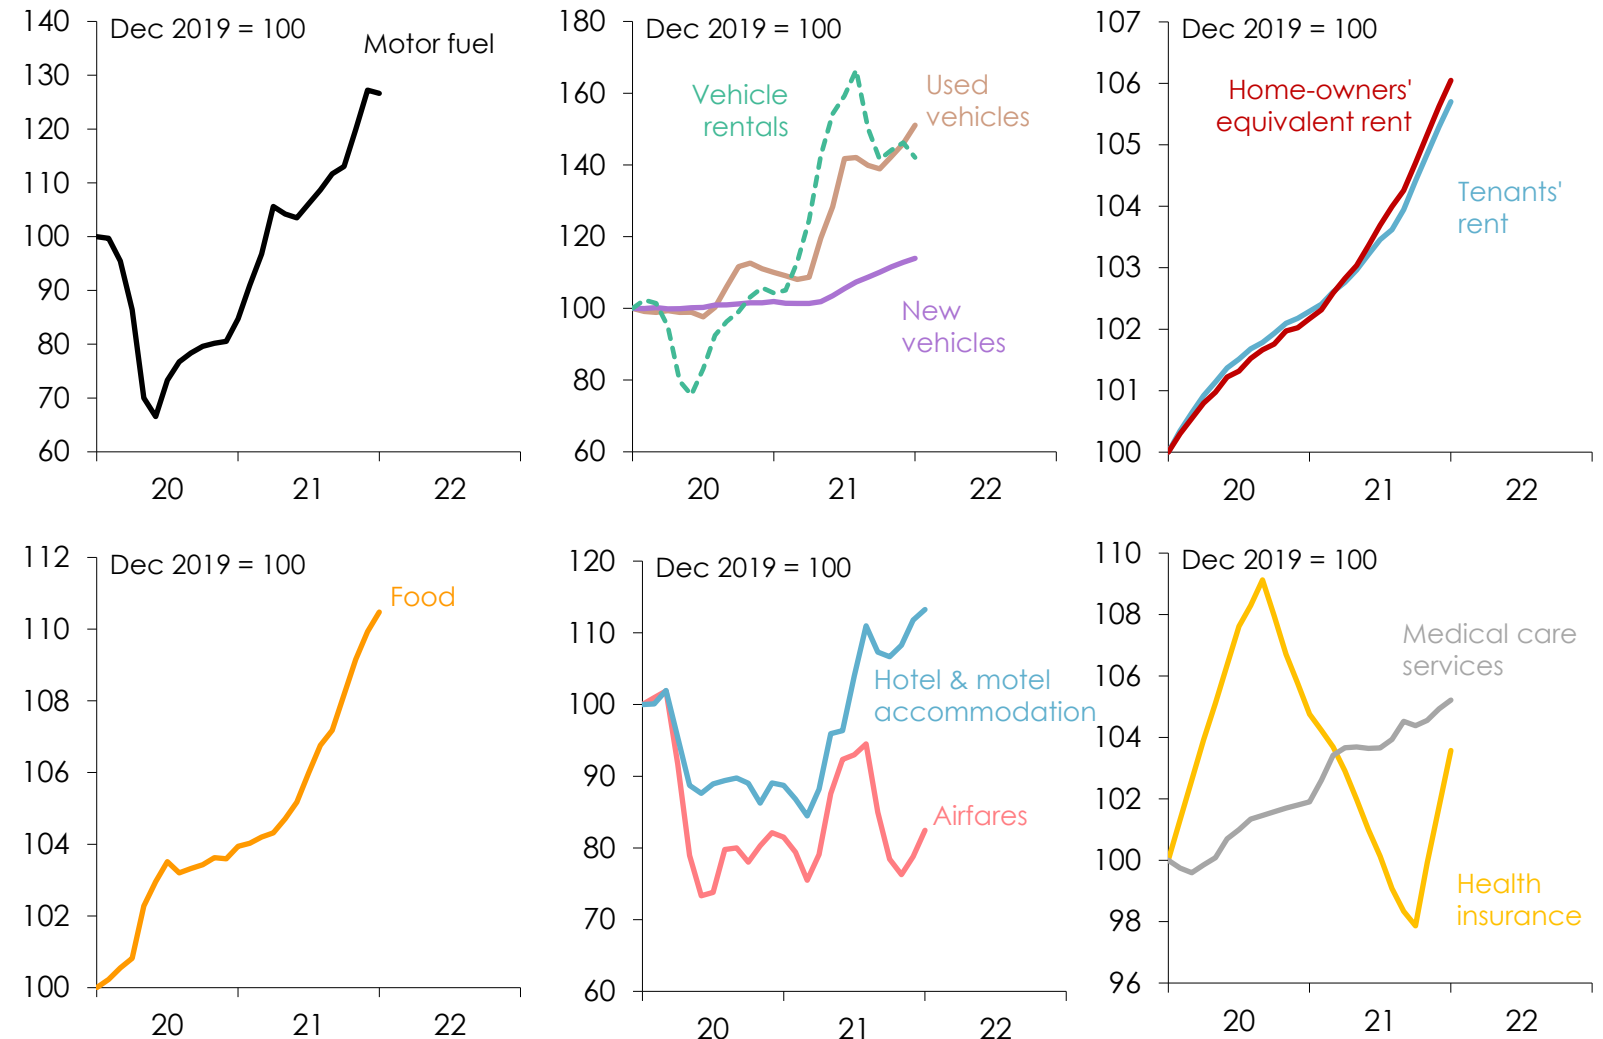 140
130
120
110
100
90
80
70
60
Dec 2019 = 100
Motor fuel
20
21
22
180
160
140
120
100
80
60
Dec 2019 = 100
Vehicle
rentals
Used
vehicles
New
vehicles
20
21
22
107
106
105
104
103
102
101
100
Dec 2019 = 100
Home-owners'
equivalent rent
Tenants'
rent
20
21
22
112
110
108
106
104
102
100
Dec 2019 = 100
Food
20
21
22
120
110
100
90
80
70
60
Dec 2019 = 100
Hotel & motel
accommodation
Airfares
20
21
22
110
108
106
104
102
100
98
96
Dec 2019 = 100
Medical care
services
Health
insurance
20
21
22